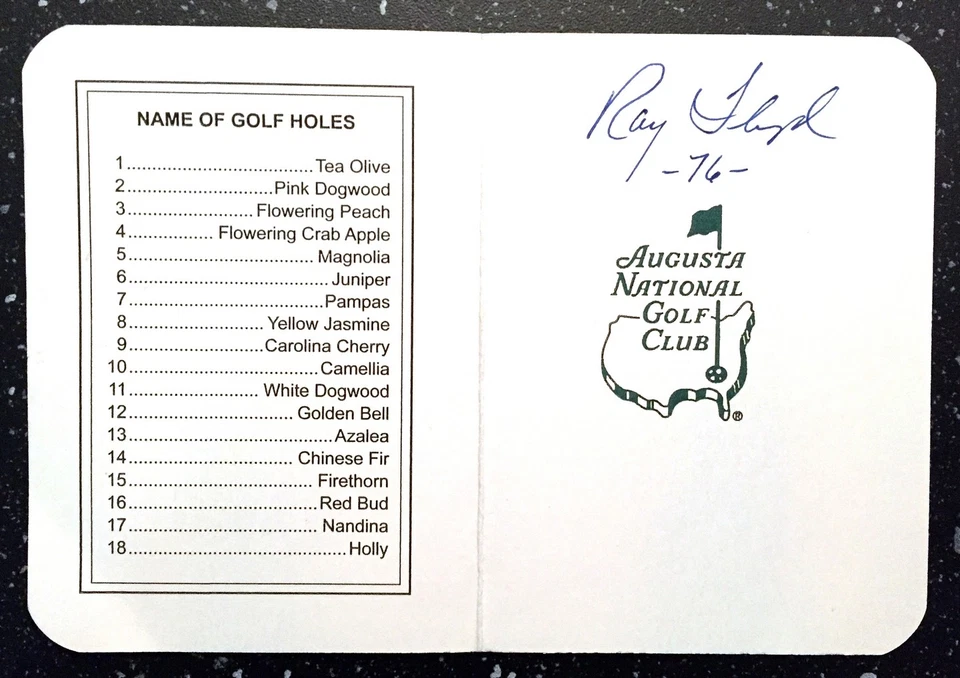 NAME OF GOLF HOLES
1..........................................Tea Olive
2.................................Pink Dogwood
3............................Flowering Peach
4.................. Flowering Crab Apple
5.......................................... Magnolia
6.............................................Juniper
7............................................Pampas
8.............................. Yellow Jasmine
9..............................Carolina Cherry
10...........................................Camellia
11............................. White Dogwood
12..................................... Golden Bell
13..............................................Azalea
14..................................... Chinese Fir
15......................................... Firethorn
16..........................................Red Bud
17.......................................... Nandina
18.................................................Holly
Ray Floyd
-76-
AUGUSTA
NATIONAL
GOLF
CLUB
®